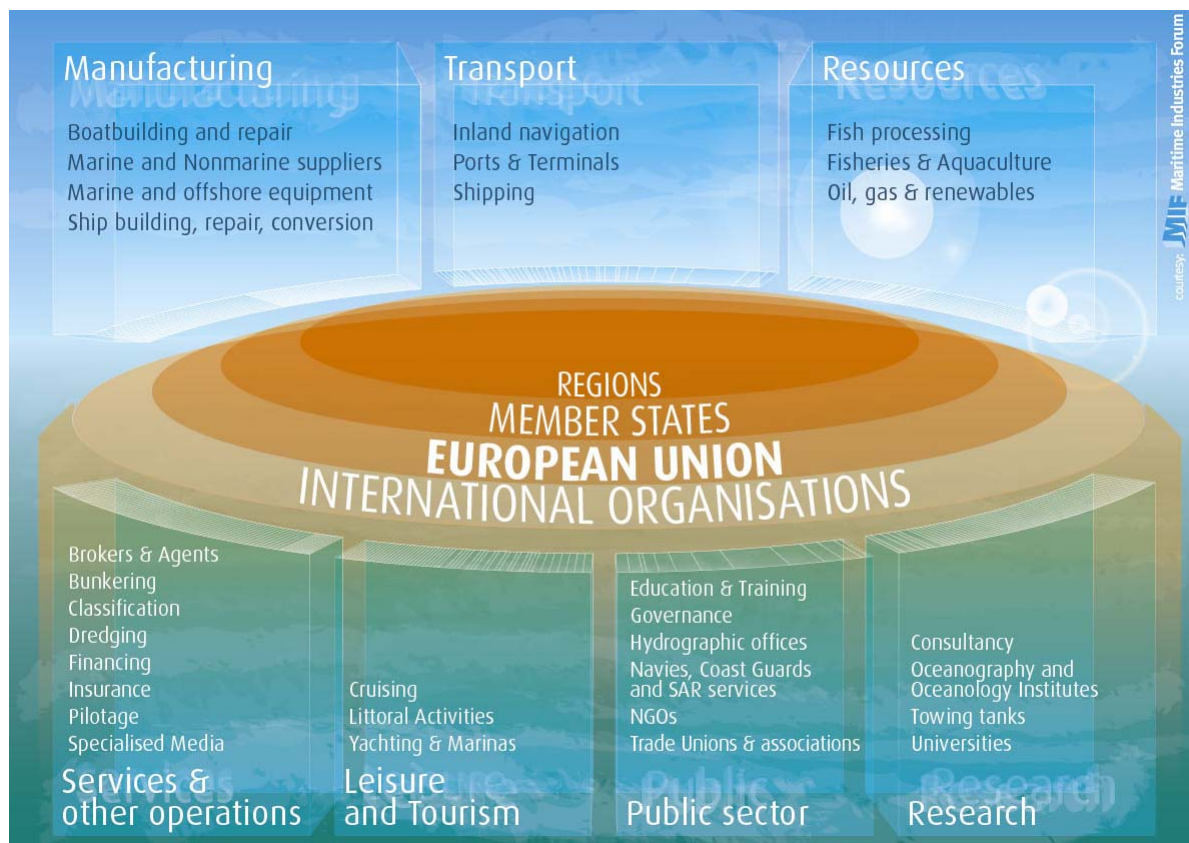 Manufacturing
Boatbuilding and repair
Marine and Nonmarine suppliers
Marine and offshore equipment
Ship building, repair, conversion
Transport
Inland navigation
Ports & Terminals
Shipping
Resources
Fish processing
Fisheries & Aquaculture
Oil, gas & renewables
courtesy: MIF Maritime Industries Forum
REGIONS
MEMBER STATES
EUROPEAN UNION
INTERNATIONAL ORGANISATIONS
Brokers & Agents
Bunkering
Classification
Dredging
Financing
Insurance
Pilotage
Specialised Media
Services &
other operations
Cruising
Littoral Activities
Yachting & Marinas
Leisure
and Tourism
Education & Training
Governance
Hydrographic offices
Navies, Coast Guards
and SAR services
NGOs
Trade Unions & associations
Public sector
Consultancy
Oceanography and
Oceanology Institutes
Towing tanks
Universities
Research